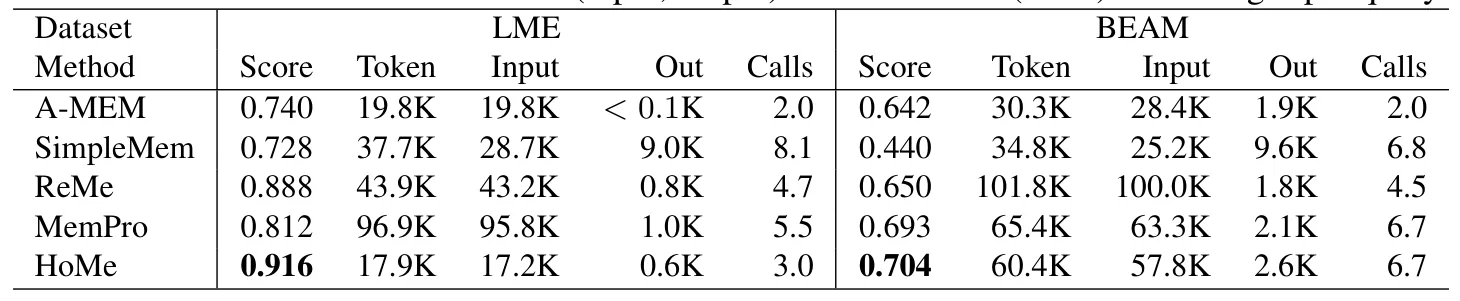 Dataset LME BEAM
Method Score Token Input Out Calls Score Token Input Out Calls
A-MEM 0.740 19.8K 19.8K < 0.1K 2.0 0.642 30.3K 28.4K 1.9K 2.0
SimpleMem 0.728 37.7K 28.7K 9.0K 8.1 0.440 34.8K 25.2K 9.6K 6.8
ReMe 0.888 43.9K 43.2K 0.8K 4.7 0.650 101.8K 100.0K 1.8K 4.5
MemPro 0.812 96.9K 95.8K 1.0K 5.5 0.693 65.4K 63.3K 2.1K 6.7
HoMe 0.916 17.9K 17.2K 0.6K 3.0 0.704 60.4K 57.8K 2.6K 6.7